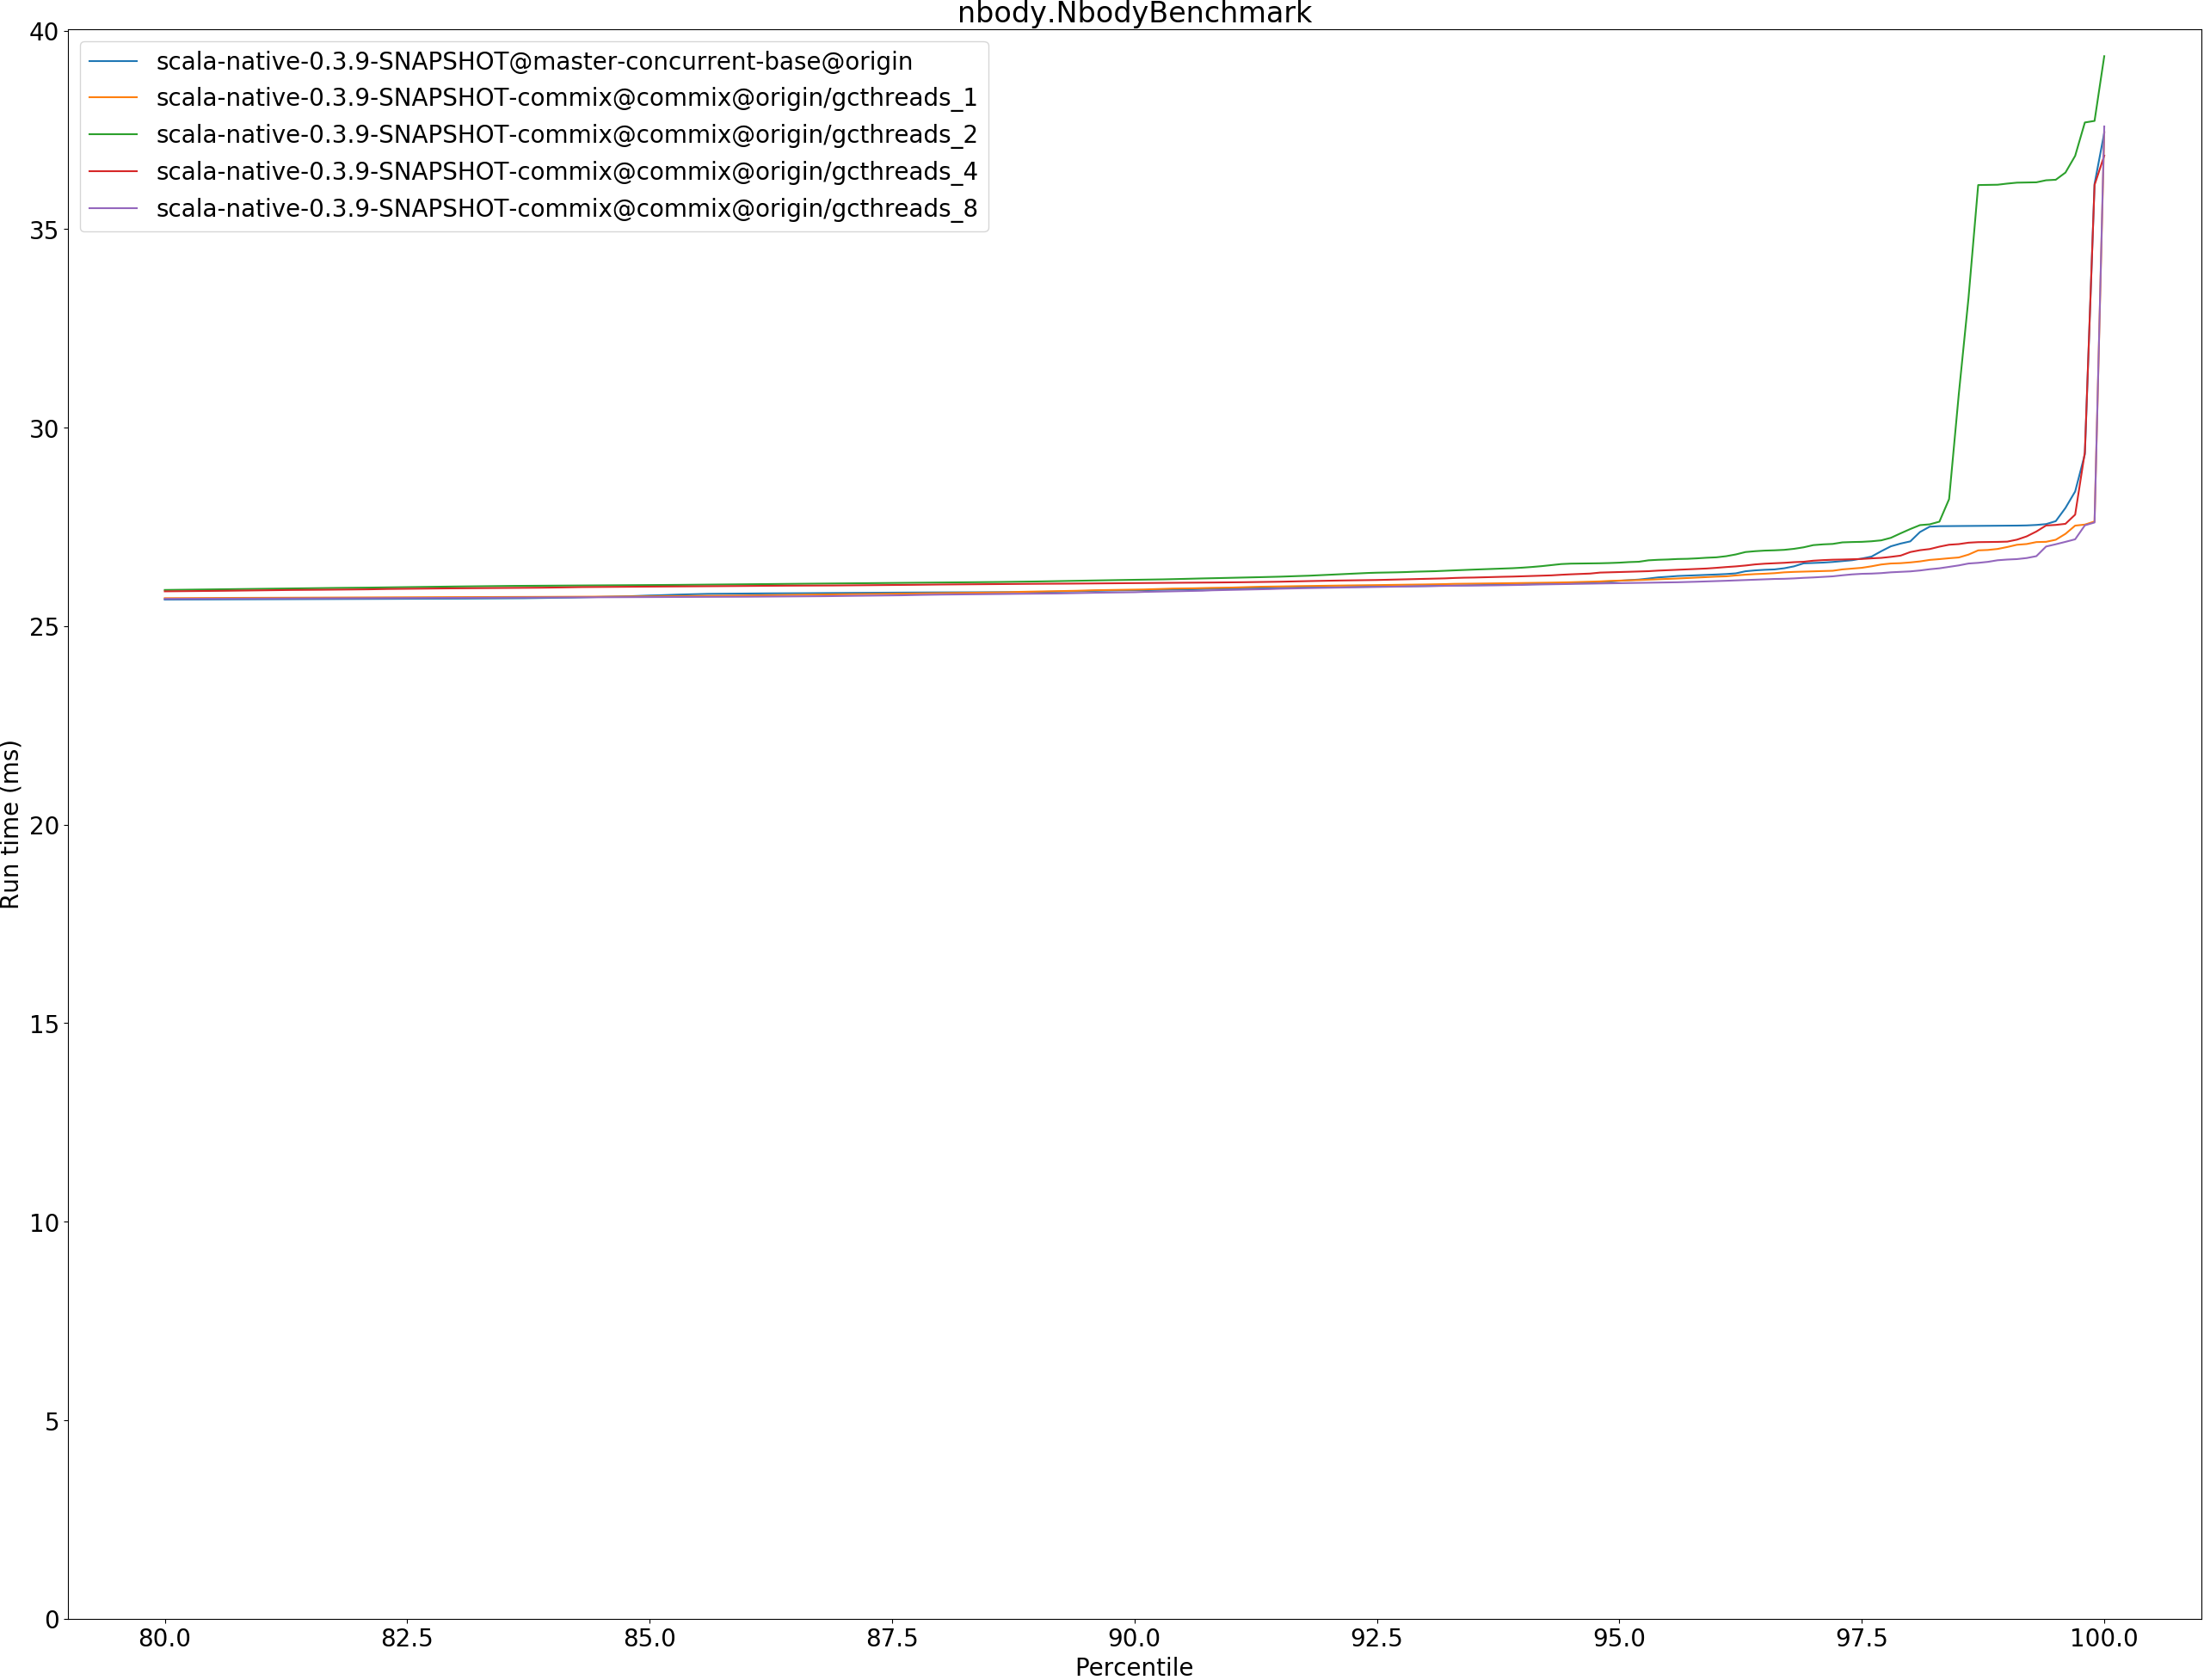 nbody.NbodyBenchmark
scala-native-0.3.9-SNAPSHOT@master-concurrent-base@origin
scala-native-0.3.9-SNAPSHOT-commix@commix@origin/gcthreads_1
scala-native-0.3.9-SNAPSHOT-commix@commix@origin/gcthreads_2
scala-native-0.3.9-SNAPSHOT-commix@commix@origin/gcthreads_4
scala-native-0.3.9-SNAPSHOT-commix@commix@origin/gcthreads_8
40
35
30
25
20
15
10
5
0
Run time (ms)
80.0 82.5 85.0 87.5 90.0 92.5 95.0 97.5 100.0
Percentile